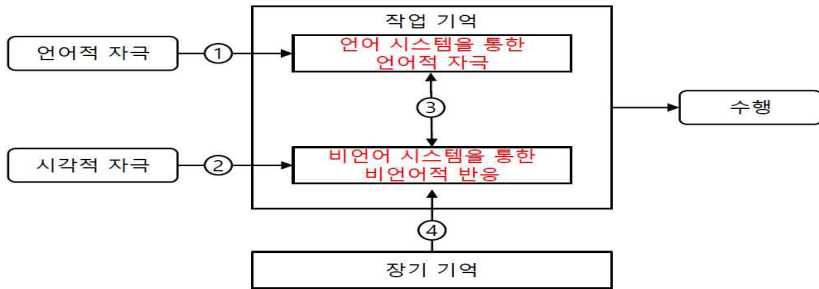 작업 기억
언어적 자극
①
언어 시스템을 통한
언어적 자극
③
수행
시각적 자극
②
비언어 시스템을 통한
비언어적 반응
④
장기 기억